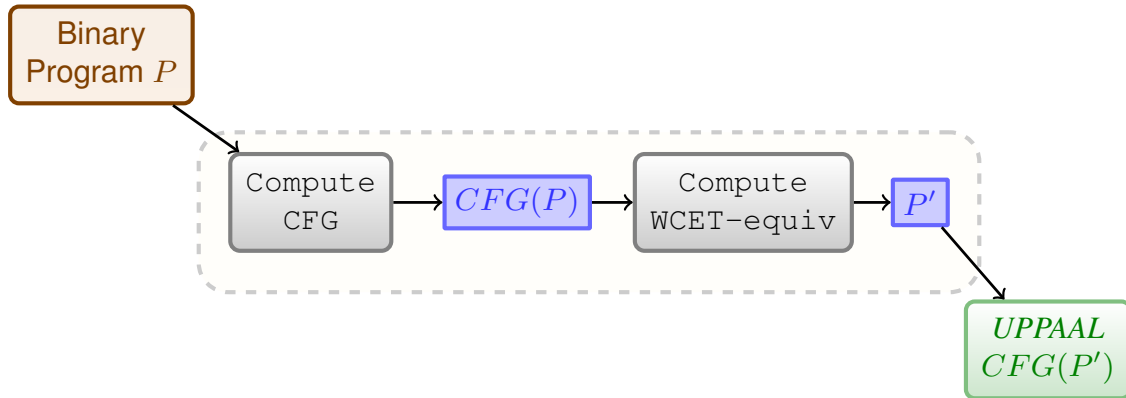 Binary
Program P
Compute
CFG
CFG(P)
Compute
WCET-equiv
P′
UPPAAL
CFG(P′)